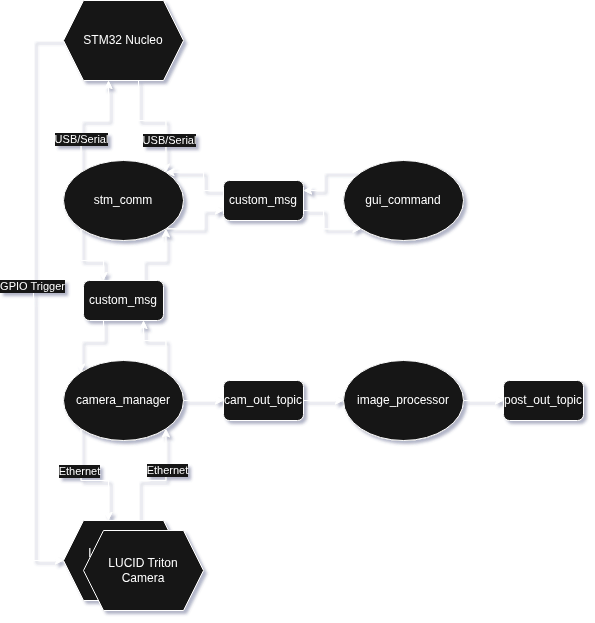 STM32 Nucleo
USB/Serial
USB/Serial
stm_comm
custom_msg
gui_command
GPIO Trigger
custom_msg
camera_manager
cam_out_topic
image_processor
post_out_topic
Ethernet
Ethernet
LUCID Triton
Camera